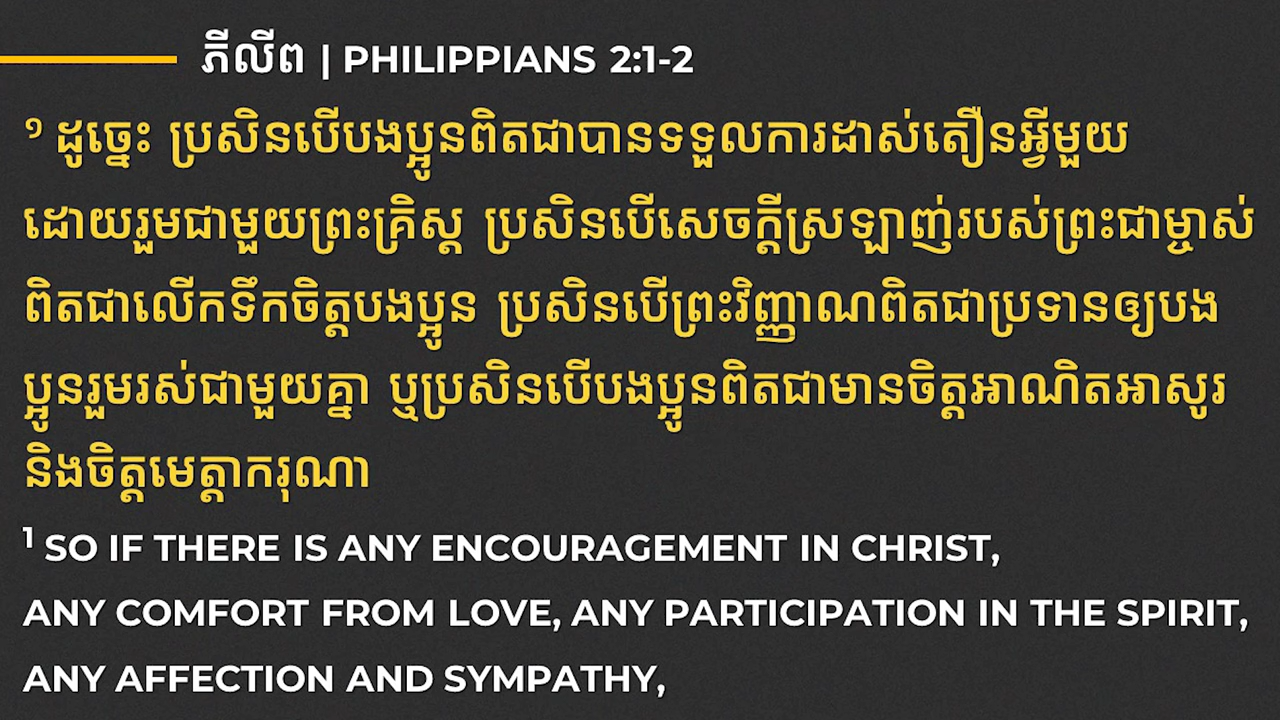 ភីលីព | PHILIPPIANS 2:1-2
១ ដូច្នេះ ប្រសិនបើបងប្អូនពិតជាបានទទួលការដាស់តឿនអ្វីមួយ
ដោយរួមជាមួយព្រះគ្រិស្ត ប្រសិនបើសេចក្ដីស្រឡាញ់របស់ព្រះជាម្ចាស់
ពិតជាលើកទឹកចិត្តបងប្អូន ប្រសិនបើព្រះវិញ្ញាណពិតជាប្រទានឲ្យបង
ប្អូនរួមរស់ជាមួយគ្នា ឬប្រសិនបើបងប្អូនពិតជាមានចិត្តអាណិតអាសូរ
និងចិត្តមេត្តាករុណា
1 SO IF THERE IS ANY ENCOURAGEMENT IN CHRIST,
ANY COMFORT FROM LOVE, ANY PARTICIPATION IN THE SPIRIT,
ANY AFFECTION AND SYMPATHY,